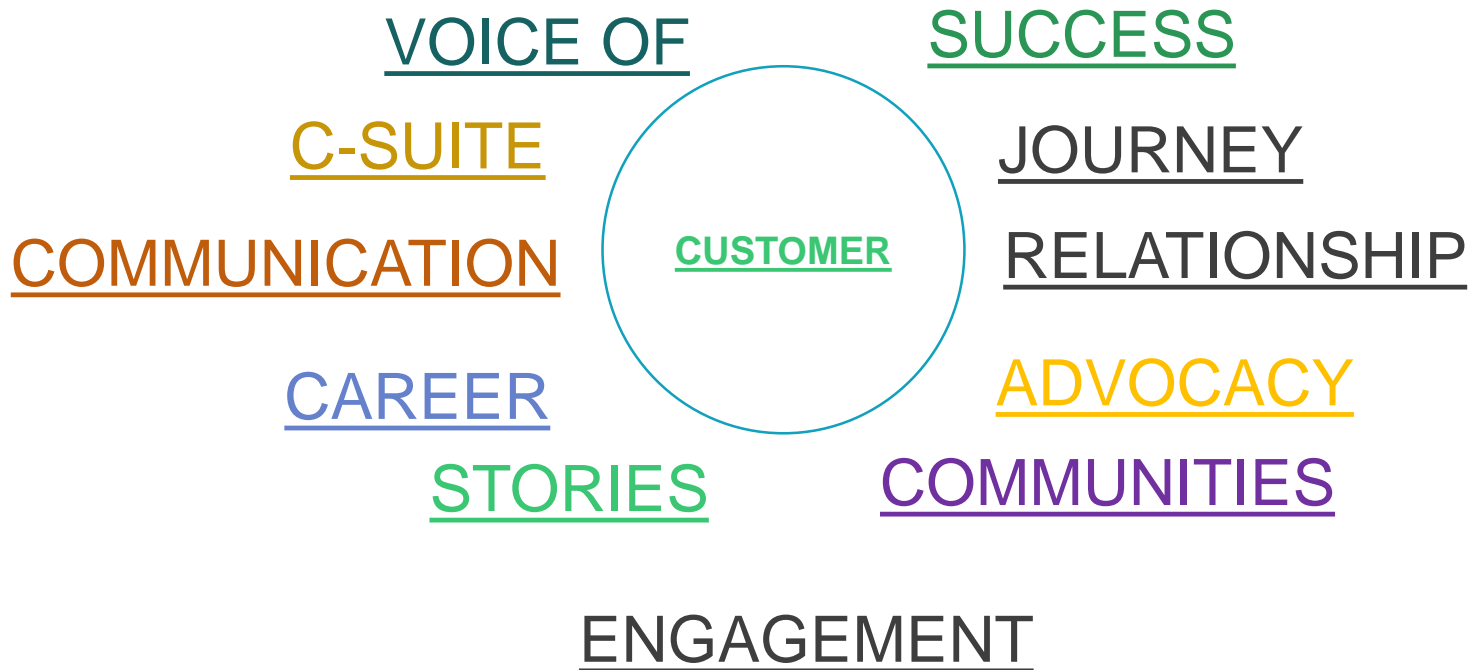 VOICE OF
SUCCESS
C-SUITE
JOURNEY
COMMUNICATION
CUSTOMER
RELATIONSHIP
CAREER
ADVOCACY
STORIES
COMMUNITIES
ENGAGEMENT